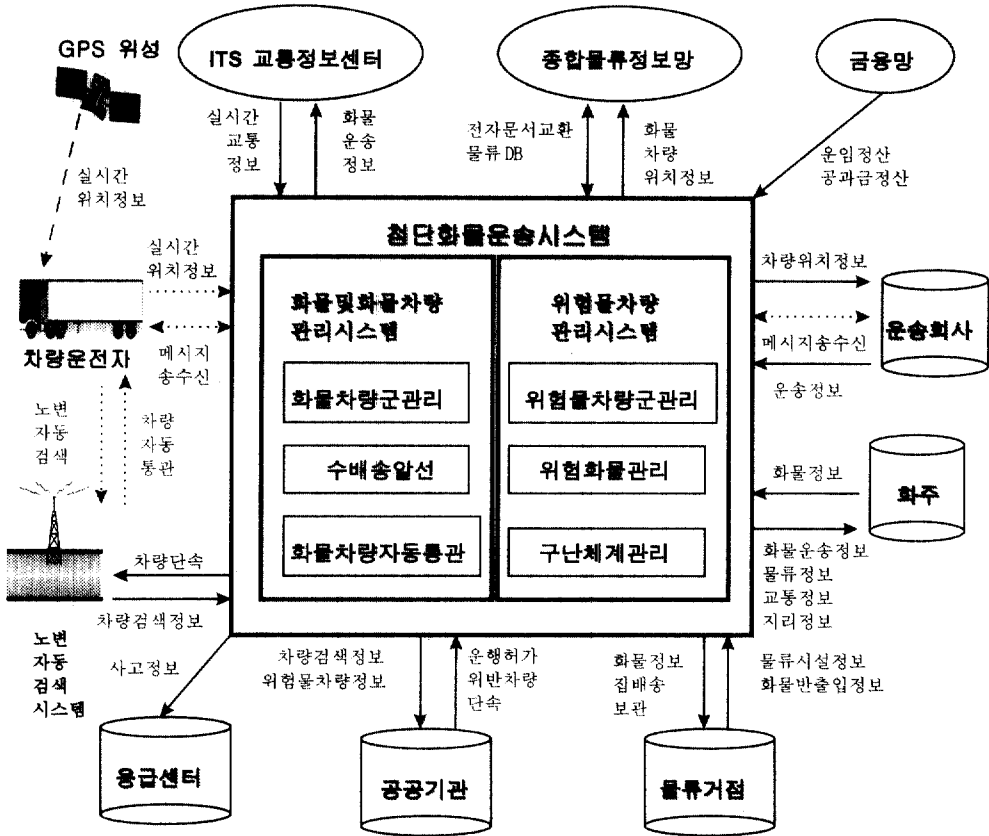 GPS 위성
ITS 교통정보센터
종합물류정보망
금융망
실시간
교통
정보
화물
운송
정보
전자문서교환
물류 DB
화물
차량
위치정보
운임정산
공과금정산
실시간
위치정보
첨단화물운송시스템
실시간
위치정보
메시지
송수신
차량운전자
화물및화물차량
관리시스템
화물차량군관리
수배송알선
화물차량자동통관
위험물차량
관리시스템
위험물차량군관리
위험화물관리
구난체계관리
차량위치정보
메시지송수신
운송정보
운송회사
노변
자동
검색
차량
자동
통관
화물정보
화주
화물운송정보
물류정보
교통정보
지리정보
차량단속
차량검색정보
노변
자동
검색
시스템
사고정보
차량검색정보
위험물차량정보
운행허가
위반차량
단속
화물정보
집배송
보관
물류시설정보
화물반출입정보
응급센터
공공기관
물류거점